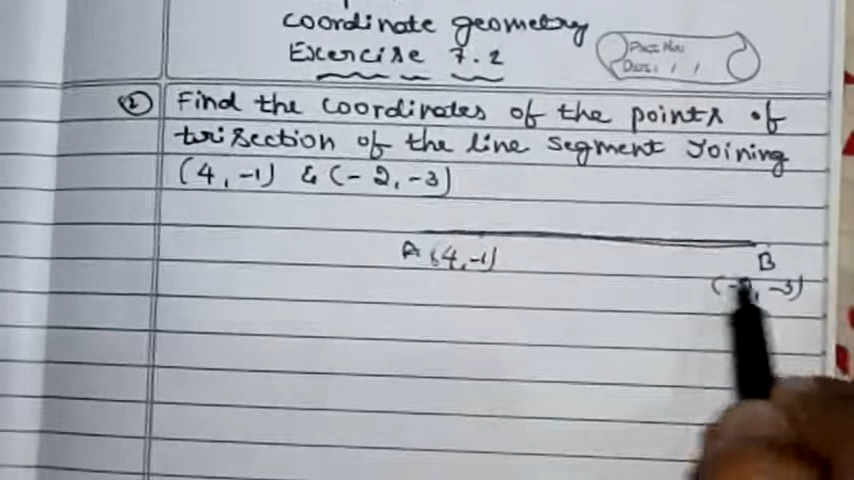 coordinate geometry
Exercise 7.2
Page No:
Date: / /
② Find the coordinates of the points of
trisection of the line segment Joining
(4, -1) & (-2, -3)
A (4, -1)
B
(-2, -3)